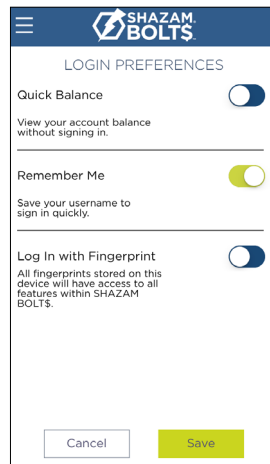 SHAZAM.
BOLT$.
LOGIN PREFERENCES
Quick Balance
View your account balance
without signing in.
Remember Me
Save your username to
sign in quickly.
Log In with Fingerprint
All fingerprints stored on this
device will have access to all
features within SHAZAM
BOLT$.
Cancel
Save